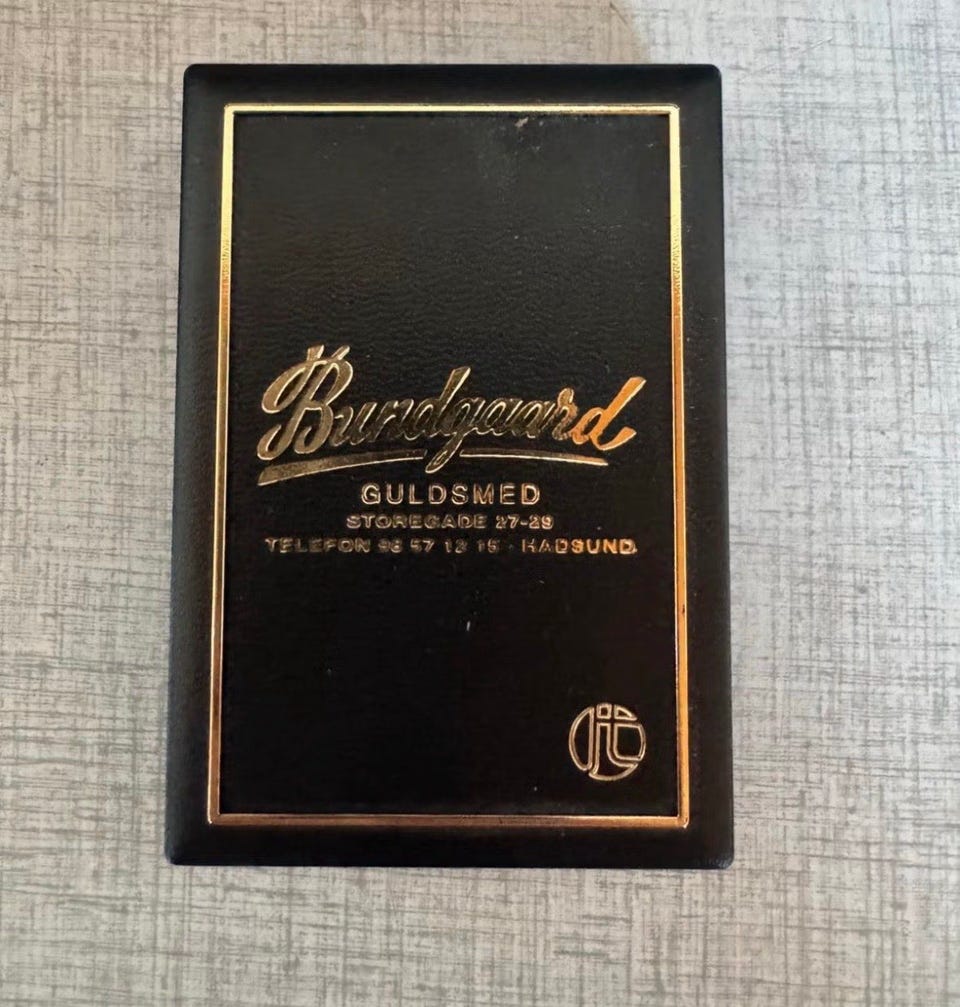 Bundgaard
GULDSMED
STOREGADE 27-29
TELEFON 98 57 12 15 · HADSUND